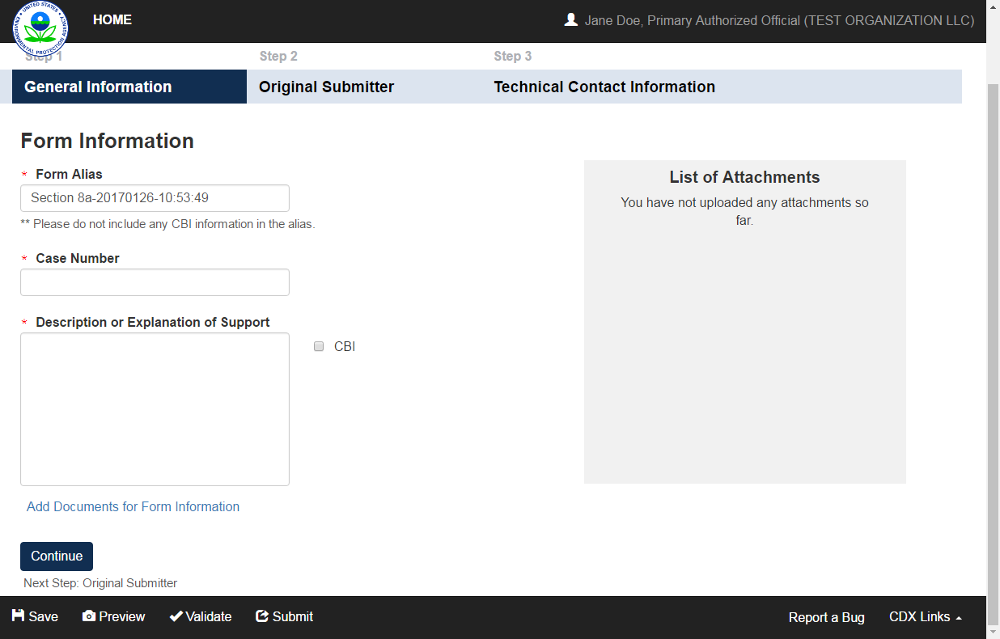 UNITED STATES
ENVIRONMENTAL PROTECTION AGENCY
HOME
Jane Doe, Primary Authorized Official (TEST ORGANIZATION LLC)
Step 1
Step 2
Step 3
General Information
Original Submitter
Technical Contact Information
Form Information
* Form Alias
Section 8a-20170126-10:53:49
** Please do not include any CBI information in the alias.
* Case Number
* Description or Explanation of Support
CBI
Add Documents for Form Information
List of Attachments
You have not uploaded any attachments so
far.
Continue
Next Step: Original Submitter
Save
Preview
Validate
Submit
Report a Bug
CDX Links